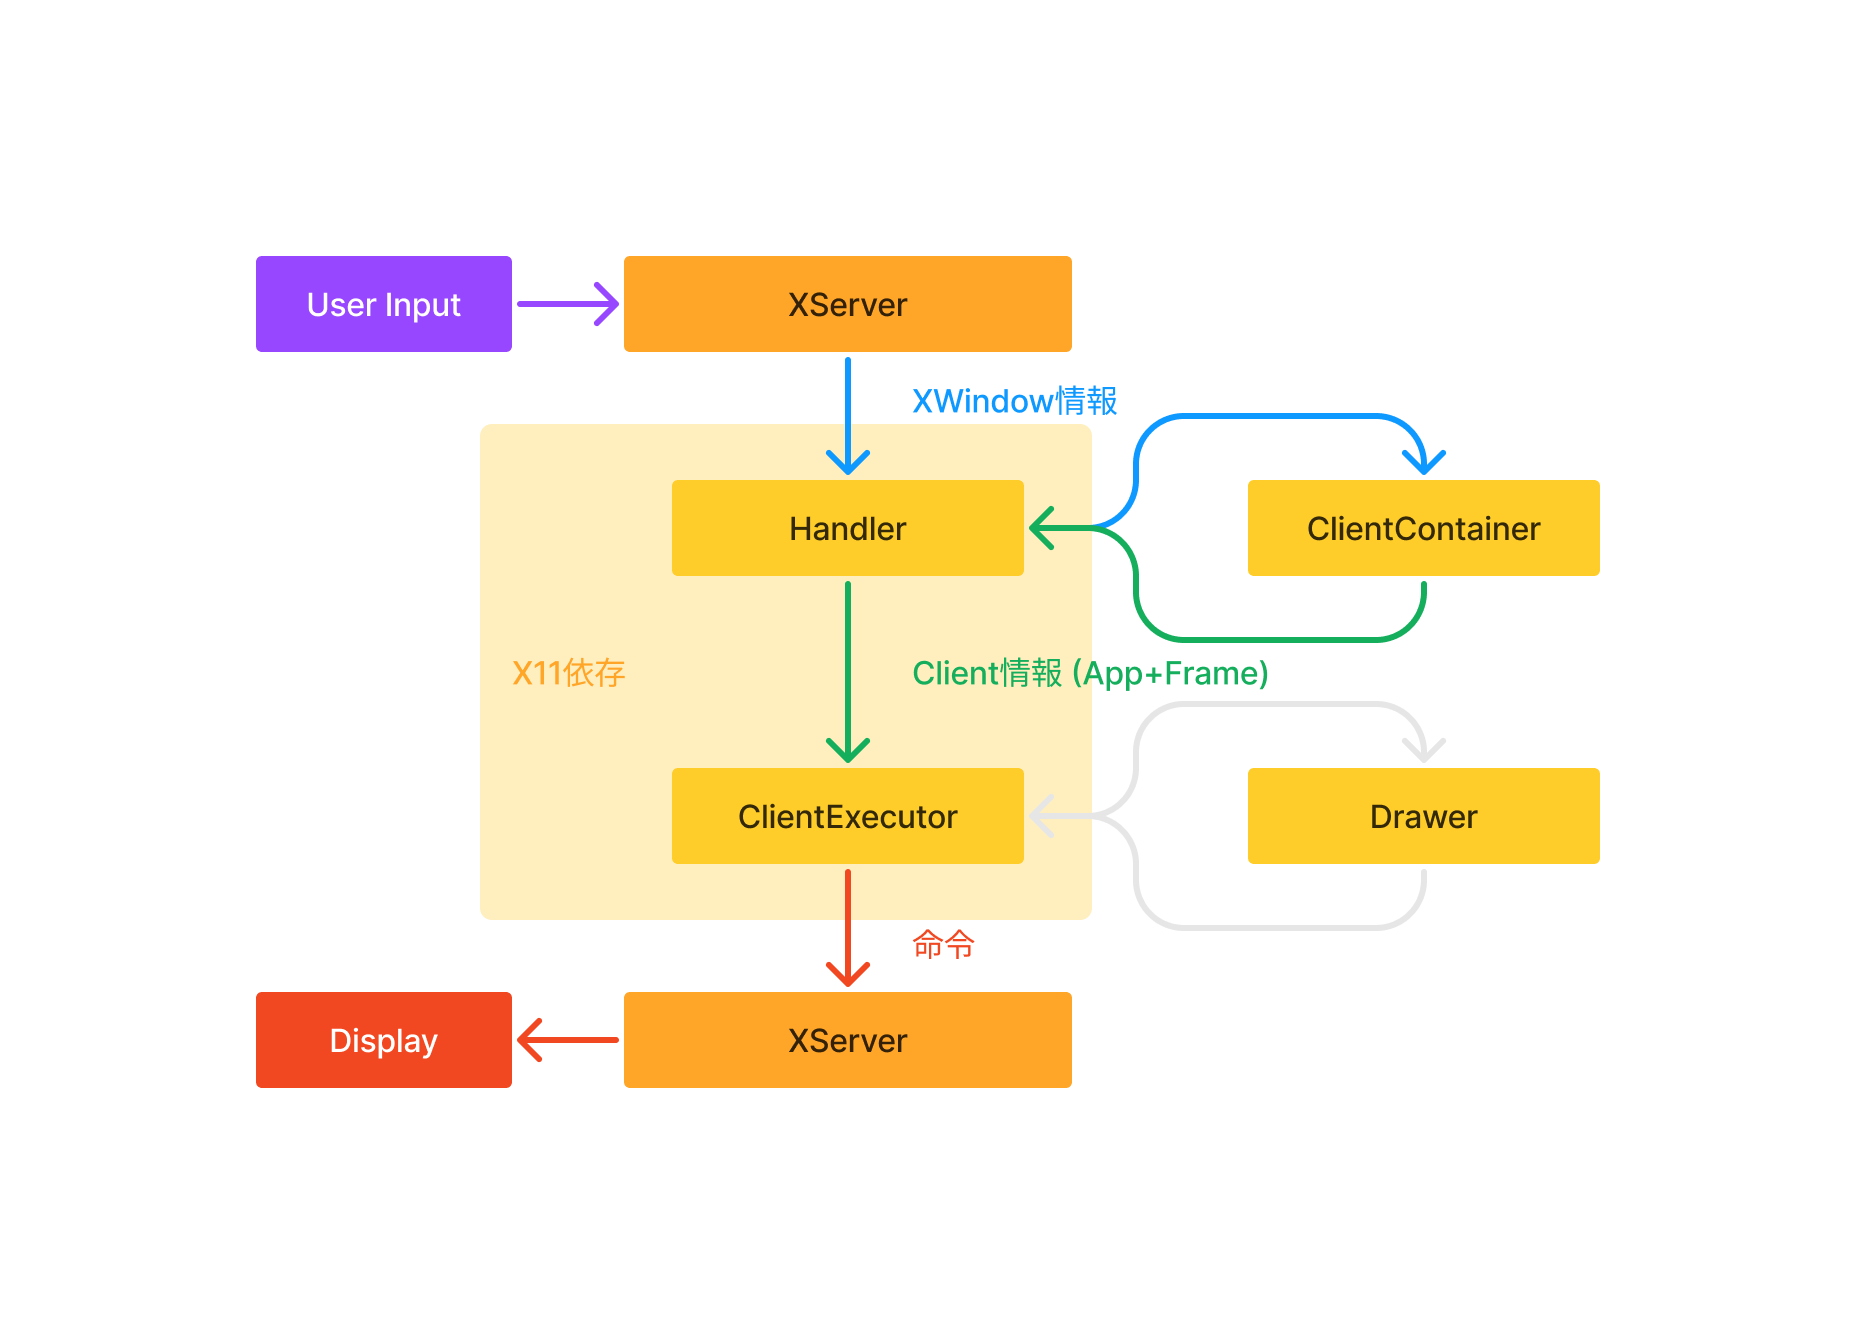 User Input
XServer
XWindow情報
Handler
ClientContainer
X11依存
Client情報 (App+Frame)
ClientExecutor
Drawer
命令
Display
XServer